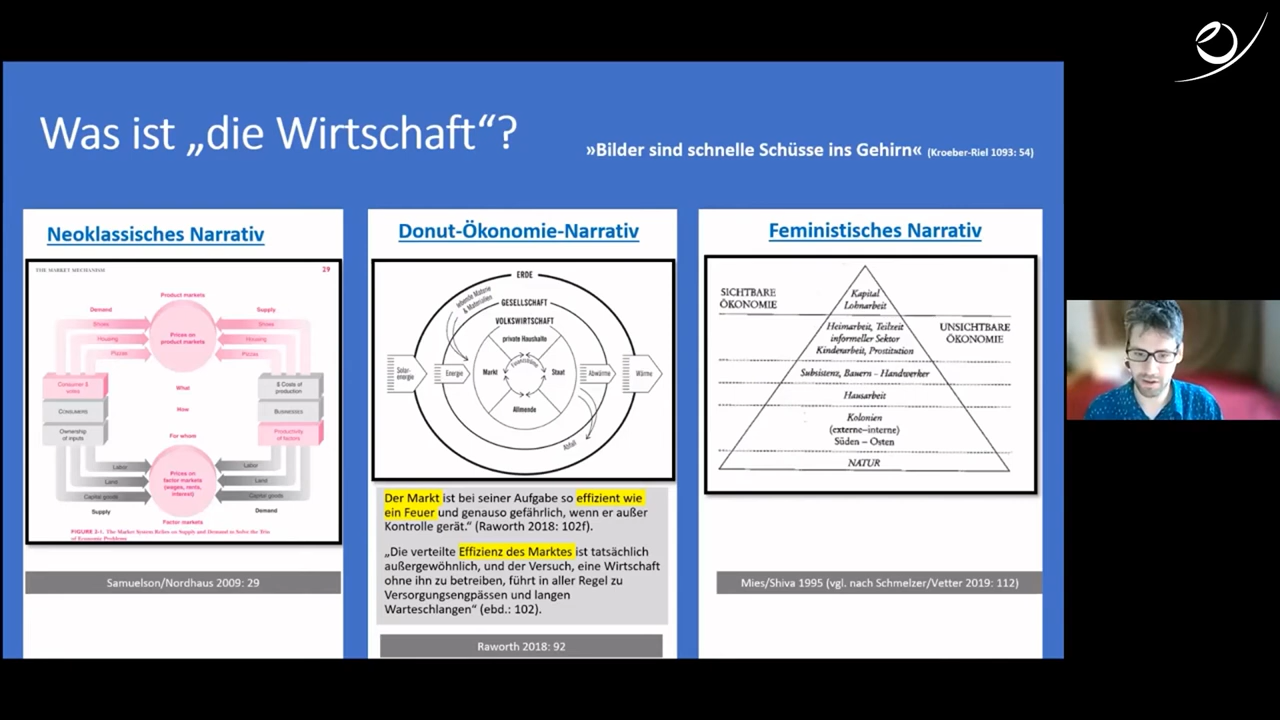 Was ist „die Wirtschaft“?
»Bilder sind schnelle Schüsse ins Gehirn« (Kroeber-Riel 1093: 54)
Neoklassisches Narrativ
THE MARKET MECHANISM
29
Product markets
Demand
Supply
Shoes
Housing
Pizzas
Prices on
product markets
Shoes
Housing
Pizzas
Consumer $
votes
CONSUMERS
Ownership
of inputs
What
How
For whom
$ Costs of
production
BUSINESSES
Productivity
of factors
Labor
Land
Capital goods
Prices on
factor markets
(wages, rents,
interest)
Labor
Land
Capital goods
Supply
Demand
Factor markets
FIGURE 2-1. The Market System Relies on Supply and Demand to Solve the Trio
of Economic Problems
Samuelson/Nordhaus 2009: 29
Donut-Ökonomie-Narrativ
ERDE
lebende Materie
& Materialien
GESELLSCHAFT
VOLKSWIRTSCHAFT
private Haushalte
Solar-
energie
Energie
Markt
Staat
Abwärme
Wärme
Allmende
Abfall
Der Markt ist bei seiner Aufgabe so effizient wie
ein Feuer und genauso gefährlich, wenn er außer
Kontrolle gerät.“ (Raworth 2018: 102f).
„Die verteilte Effizienz des Marktes ist tatsächlich
außergewöhnlich, und der Versuch, eine Wirtschaft
ohne ihn zu betreiben, führt in aller Regel zu
Versorgungsengpässen und langen
Warteschlangen“ (ebd.: 102).
Raworth 2018: 92
Feministisches Narrativ
SICHTBARE
ÖKONOMIE
Kapital
Lohnarbeit
Heimarbeit, Teilzeit
informeller Sektor
Kinderarbeit, Prostitution
UNSICHTBARE
ÖKONOMIE
Subsistenz, Bauern – Handwerker
Hausarbeit
Kolonien
(externe–interne)
Süden – Osten
NATUR
Mies/Shiva 1995 (vgl. nach Schmelzer/Vetter 2019: 112)